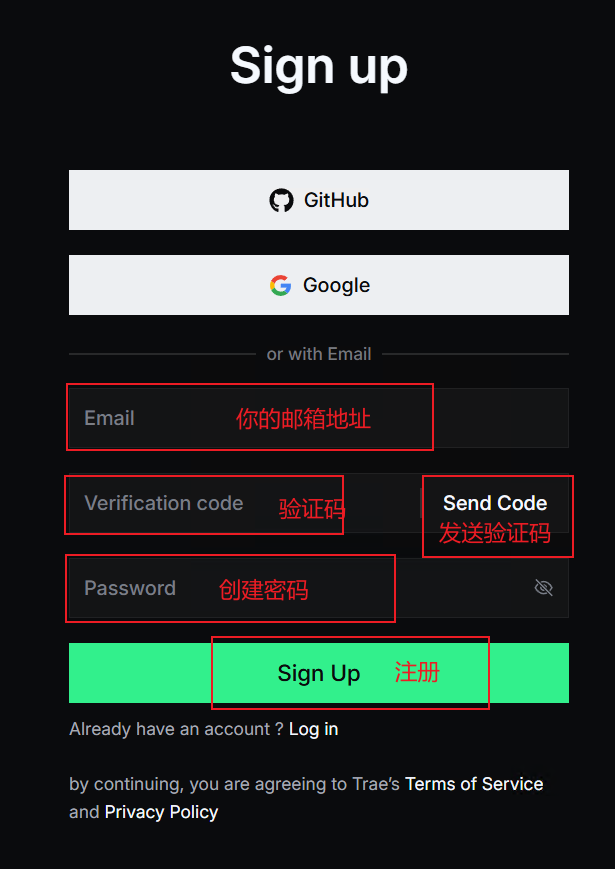 Sign up
GitHub
Google
or with Email
Email 你的邮箱地址
Verification code 验证码 Send Code
发送验证码
Password 创建密码
Sign Up 注册
Already have an account ? Log in
by continuing, you are agreeing to Trae’s Terms of Service
and Privacy Policy